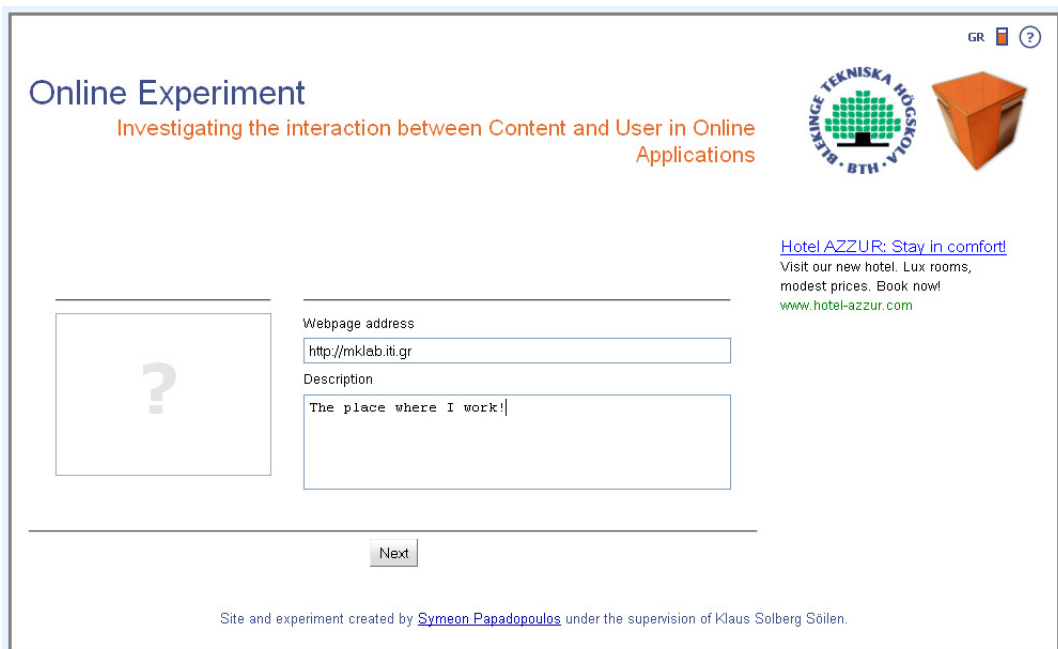 GR ?
Online Experiment
Investigating the interaction between Content and User in Online
Applications
BLEKINGE TEKNISKA HÖGSKOLA · BTH ·
Hotel AZZUR: Stay in comfort!
Visit our new hotel. Lux rooms,
modest prices. Book now!
www.hotel-azzur.com
?
Webpage address
http://mklab.iti.gr
Description
The place where I work!
Next
Site and experiment created by Symeon Papadopoulos under the supervision of Klaus Solberg Söilen.